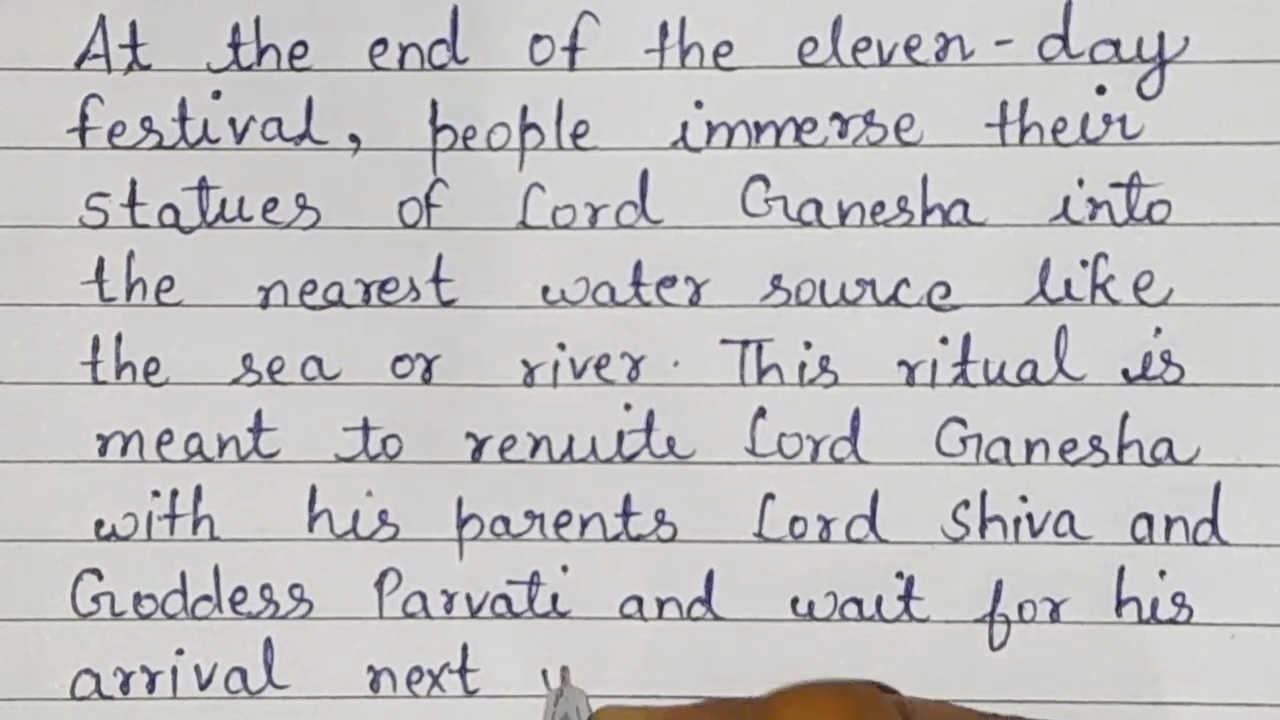 At the end of the eleven-day
festival, people immerse their
statues of Lord Ganesha into
the nearest water source like
the sea or river. This ritual is
meant to renuite Lord Ganesha
with his parents Lord Shiva and
Goddess Parvati and wait for his
arrival next